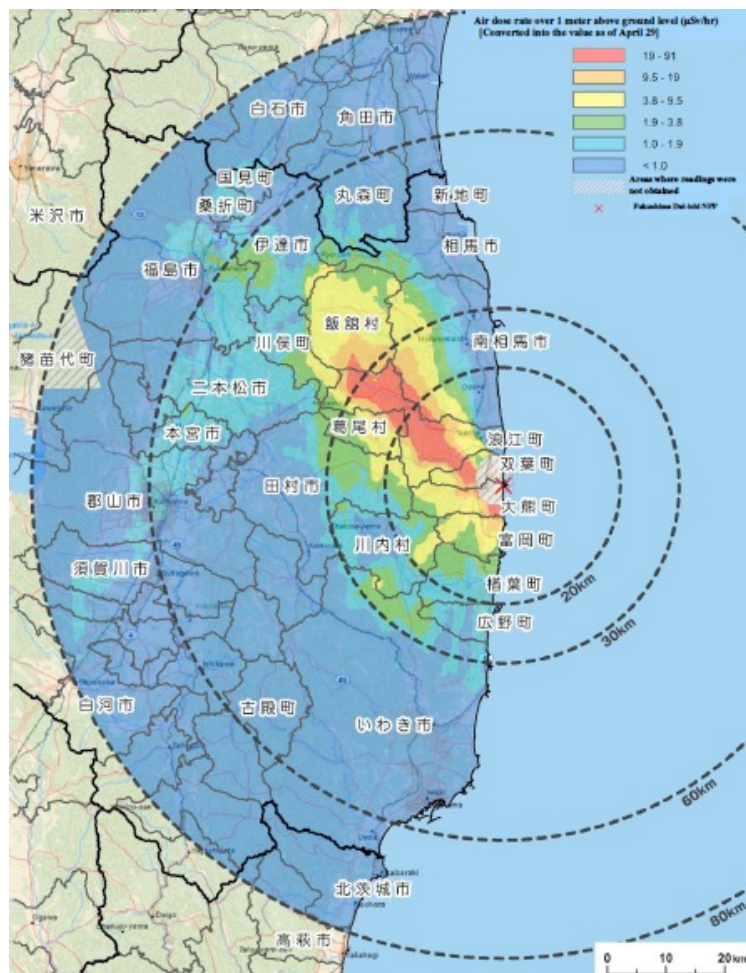 Air dose rate over 1 meter above ground level (μSv/hr)
[Converted into the value as of April 29]
19 - 91
9.5 - 19
3.8 - 9.5
1.9 - 3.8
1.0 - 1.9
< 1.0
Areas where readings were
not obtained
Fukushima Dai-ichi NPP
白石市
角田市
国見町
丸森町
新地町
米沢市
桑折町
伊達市
相馬市
福島市
飯舘村
川俣町
南相馬市
猪苗代町
二本松市
葛尾村
浪江町
本宮市
双葉町
田村市
郡山市
大熊町
川内村
富岡町
須賀川市
楢葉町
20km
広野町
30km
白河市
古殿町
いわき市
60km
北茨城市
80km
高萩市
0 10 20 km